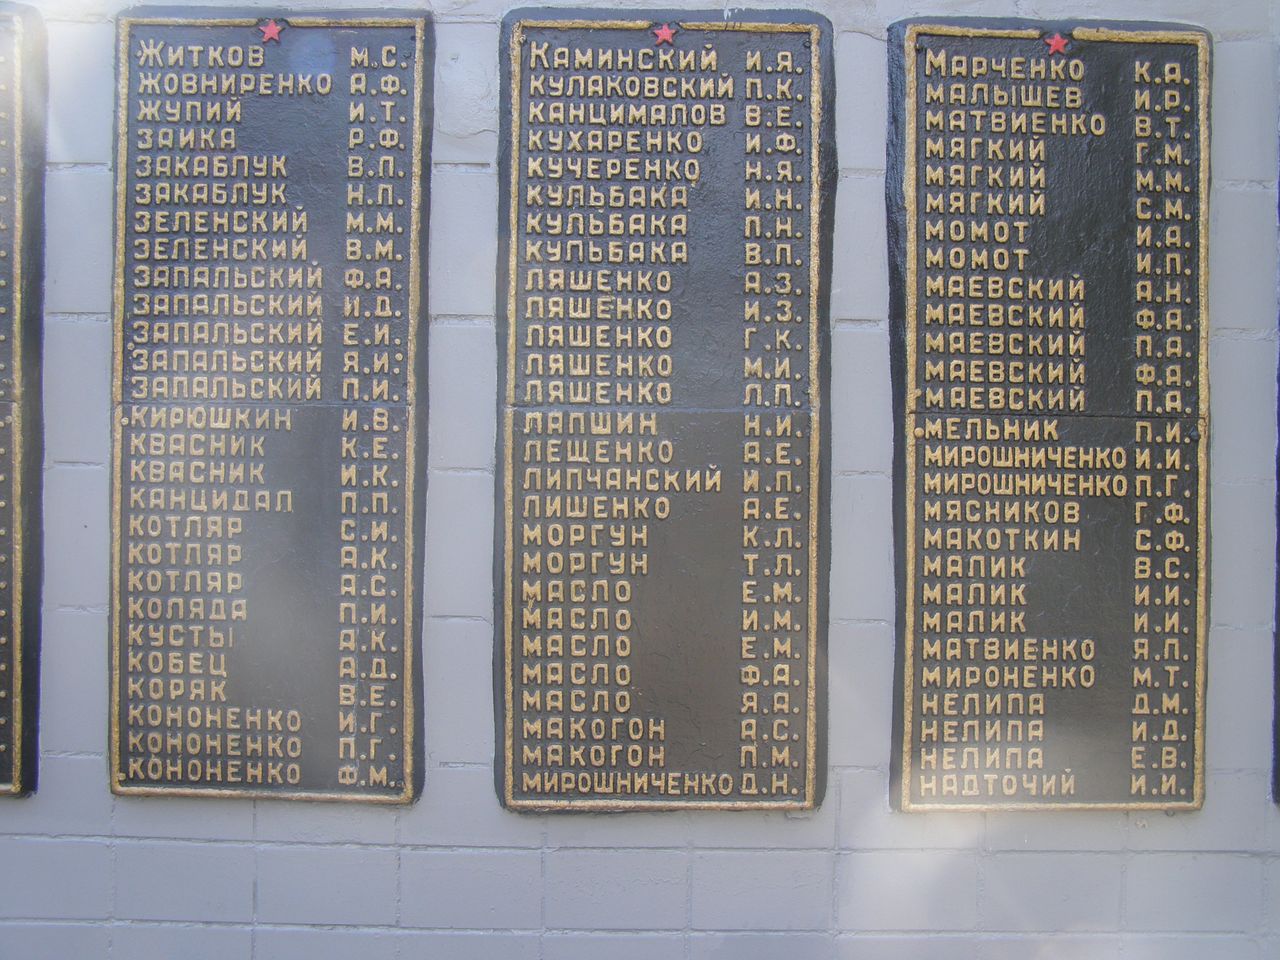 Житков М.С.
Жовниренко А.Ф.
Жупий И.Т.
Заика Р.Ф.
Закаблук В.П.
Закаблук Н.П.
Зеленский М.М.
Зеленский В.М.
Запальский Ф.А.
Запальский И.Д.
Запальский Е.И.
Запальский Я.И.
Запальский П.И.
Кирюшкин И.В.
Квасник К.Е.
Квасник И.К.
Канцидал П.П.
Котляр С.И.
Котляр А.К.
Котляр А.С.
Коляда П.И.
Кусты А.К.
Кобец А.Д.
Коряк В.Е.
Кононенко И.Г.
Кононенко П.Г.
Кононенко Ф.М.
Каминский И.Я.
Кулаковский П.К.
Канцималов В.Е.
Кухаренко И.Ф.
Кучеренко Н.Я.
Кульбака И.Н.
Кульбака П.Н.
Кульбака В.П.
Ляшенко А.З.
Ляшенко И.З.
Ляшенко Г.К.
Ляшенко М.И.
Ляшенко Л.П.
Лапшин Н.И.
Лещенко А.Е.
Липчанский И.П.
Лишенко А.Е.
Моргун К.Л.
Моргун Т.Л.
Масло Е.М.
Масло И.М.
Масло Е.М.
Масло Ф.А.
Масло Я.А.
Макогон А.С.
Макогон П.М.
Мирошниченко Д.Н.
Марченко К.А.
Малышев И.Р.
Матвиенко В.Т.
Мягкий Г.М.
Мягкий М.М.
Мягкий С.М.
Момот И.А.
Момот И.П.
Маевский А.Н.
Маевский Ф.А.
Маевский П.А.
Маевский Ф.А.
Маевский П.А.
Мельник П.И.
Мирошниченко И.И.
Мирошниченко П.Г.
Мясников Г.Ф.
Макоткин С.Ф.
Малик В.С.
Малик И.И.
Малик И.И.
Матвиенко Я.П.
Мироненко М.Т.
Нелипа Д.М.
Нелипа И.Д.
Нелипа Е.В.
Надточий И.И.